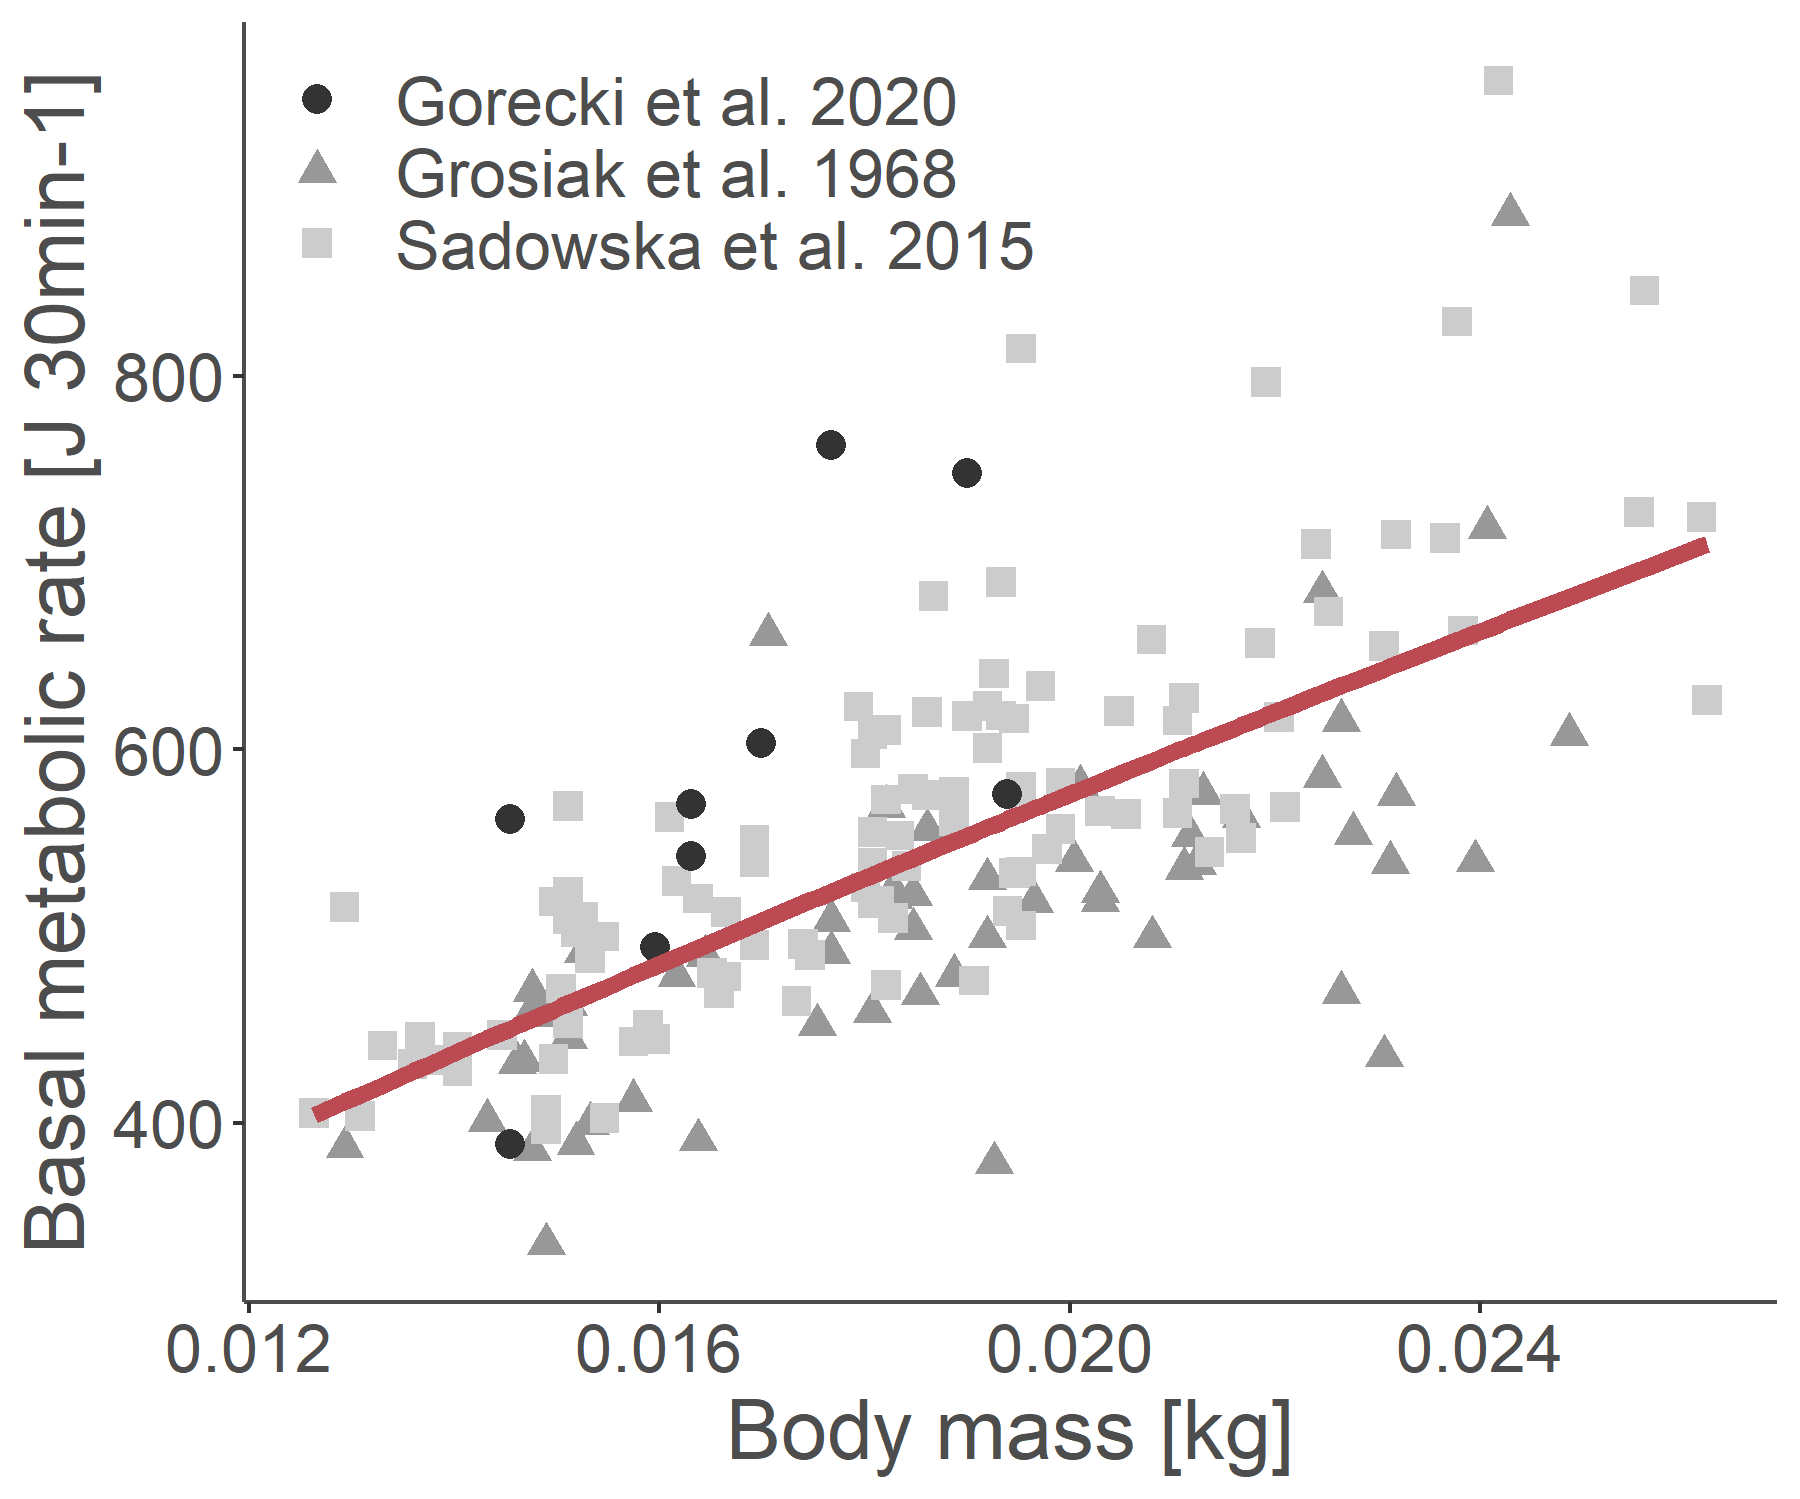 Basal metabolic rate [J 30min-1]
Gorecki et al. 2020
Grosiak et al. 1968
Sadowska et al. 2015
800
600
400
0.012 0.016 0.020 0.024
Body mass [kg]